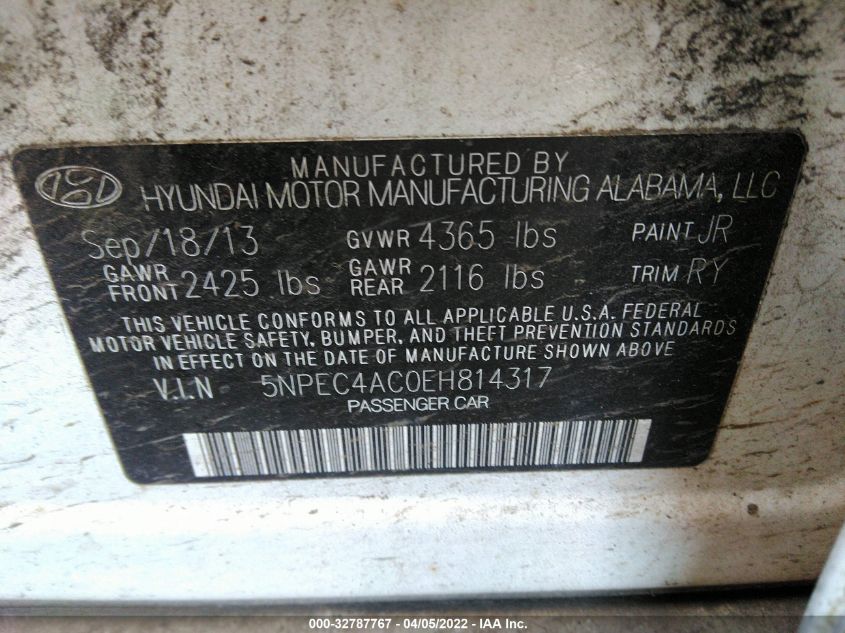 MANUFACTURED BY
HYUNDAI MOTOR MANUFACTURING ALABAMA, LLC
Sep/18/13 GVWR 4365 lbs PAINT JR
GAWR FRONT 2425 lbs GAWR REAR 2116 lbs TRIM RY
THIS VEHICLE CONFORMS TO ALL APPLICABLE U.S.A. FEDERAL
MOTOR VEHICLE SAFETY, BUMPER, AND THEFT PREVENTION STANDARDS
IN EFFECT ON THE DATE OF MANUFACTURE SHOWN ABOVE
V.I.N 5NPEC4AC0EH814317
PASSENGER CAR
000-32787767 - 04/05/2022 - IAA Inc.